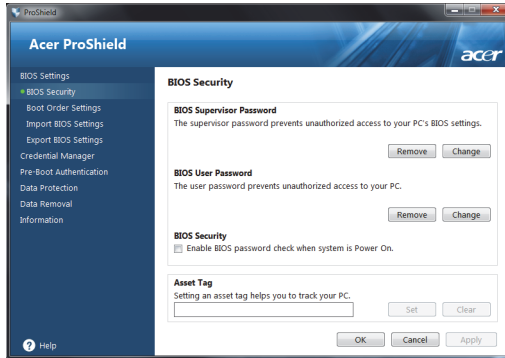 ProShield
Acer ProShield
acer
BIOS Settings
BIOS Security
Boot Order Settings
Import BIOS Settings
Export BIOS Settings
Credential Manager
Pre-Boot Authentication
Data Protection
Data Removal
Information
Help
BIOS Security
BIOS Supervisor Password
The supervisor password prevents unauthorized access to your PC's BIOS settings.
Remove Change
BIOS User Password
The user password prevents unauthorized access to your PC.
Remove Change
BIOS Security
Enable BIOS password check when system is Power On.
Asset Tag
Setting an asset tag helps you to track your PC.
Set Clear
OK Cancel Apply